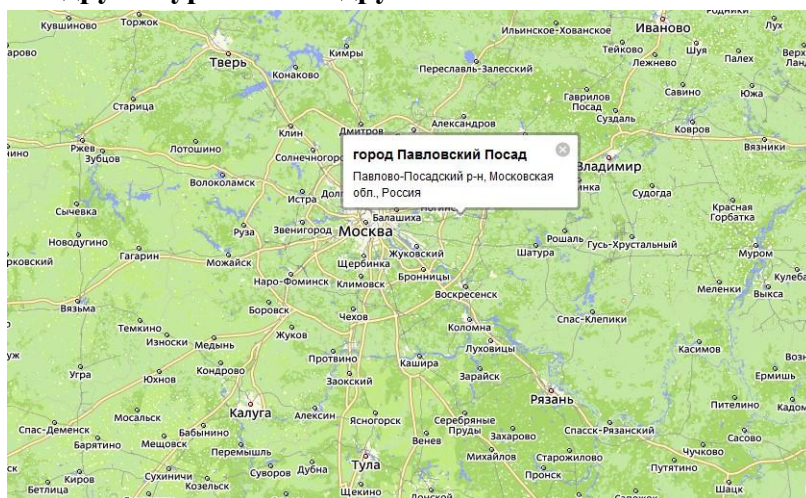 Кувшиново
Торжок
Ильинское-Хованское
Иваново
Родники
Лух
Тейково
Шуя
Кимры
Тверь
Лежнево
Палех
Конаково
Переславль-Залесский
Гаврилов
Посад
Савино
Южа
Старица
Суздаль
Александров
Клин
Дмитров
Ковров
Вязники
Ржев
Зубцов
Лотошино
Солнечногорс
город Павловский Посад
Владимир
Павлово-Посадский р-н, Московская
обл., Россия
Волоколамск
Истра
Судогда
Сычевка
Балашиха
Красная
Горбатка
Руза
Звенигород
Москва
Новодугино
Рошаль
Гусь-Хрустальный
Гагарин
Можайск
Щербинка
Жуковский
Шатура
Муром
Наро-Фоминск
Климовск
Бронницы
Меленки
Выкса
Воскресенск
Вязьма
Боровск
Чехов
Спас-Клепики
Темкино
Износки
Медынь
Жуков
Коломна
Луховицы
Касимов
Протвино
Кашира
Угра
Юхнов
Кондрово
Заокский
Зарайск
Ермишь
Рязань
Мосальск
Калуга
Алексин
Ясногорск
Серебряные
Пруды
Пителино
Кадом
Спас-Деменск
Барятино
Мещовск
Бабынино
Венев
Захарово
Спасск-Рязанский
Сасово
Перемышль
Чучково
Тула
Михайлов
Старожилово
Путятино
Киров
Сухиничи
Суворов
Дубна
Пронск
Бетлица
Козельск
Щекино
Донской
Шацк